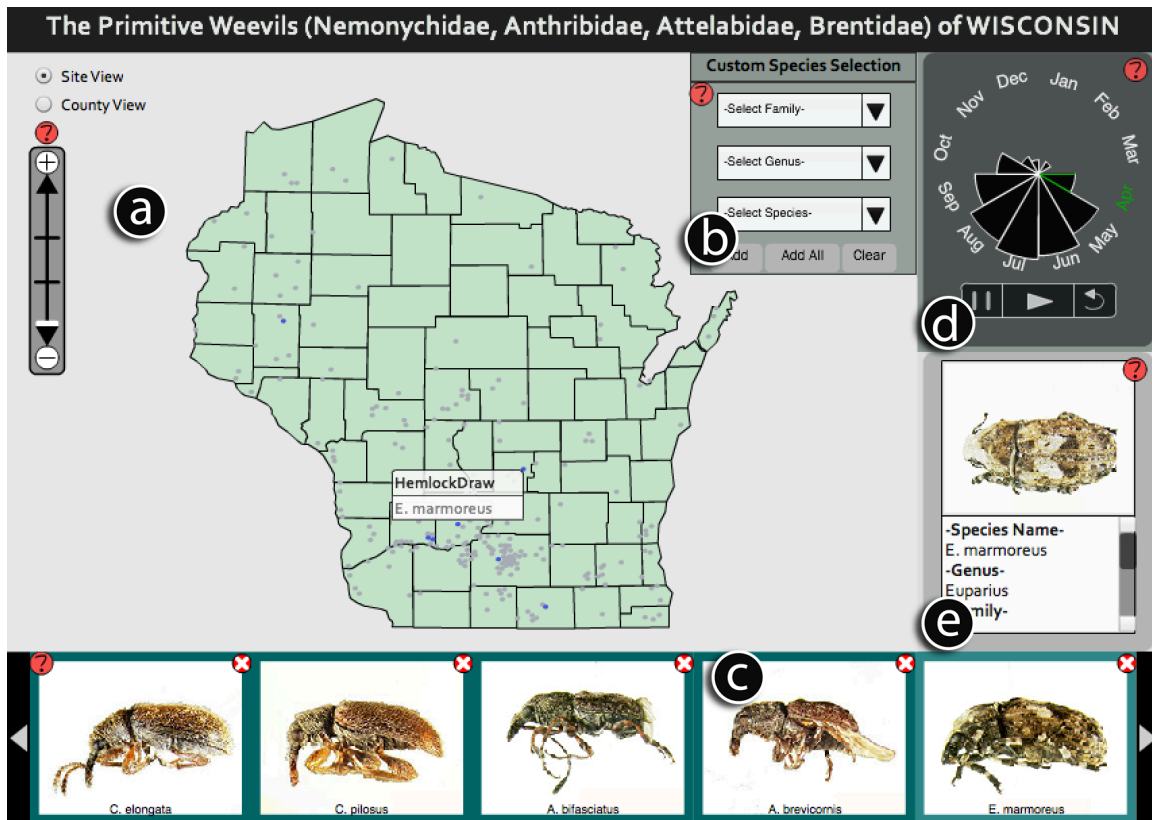 The Primitive Weevils (Nemonychidae, Anthribidae, Attelabidae, Brentidae) of WISCONSIN
Site View
County View
?
+
−
a
HemlockDraw
E. marmoreus
Custom Species Selection
?
-Select Family-
-Select Genus-
-Select Species-
b
dd
Add All
Clear
?
Dec
Jan
Feb
Mar
Apr
May
Jun
Jul
Aug
Sep
Oct
Nov
d
?
-Species Name-
E. marmoreus
-Genus-
Euparius
mily-
e
?
c
C. elongata
C. pilosus
A. bifasciatus
A. brevicornis
E. marmoreus